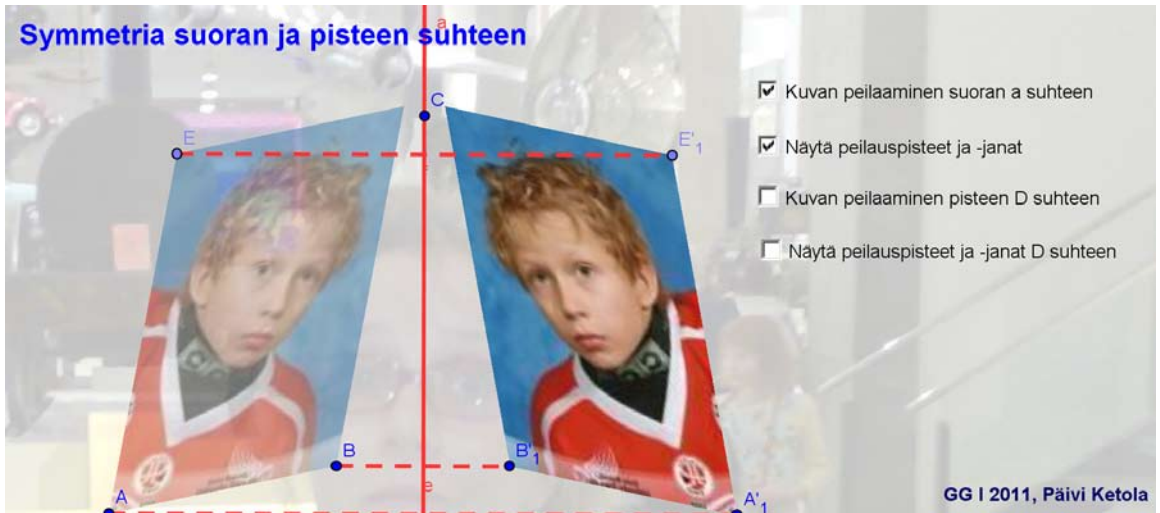 Symmetria suoran ja pisteen suhteen
a
C
E
E'1
Kuvan peilaaminen suoran a suhteen
Näytä peilauspisteet ja -janat
Kuvan peilaaminen pisteen D suhteen
Näytä peilauspisteet ja -janat D suhteen
B
B'1
e
A
A'1
GG I 2011, Päivi Ketola